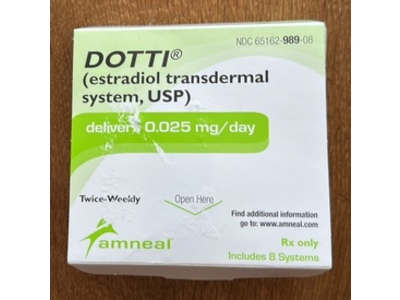 NDC 65162-989-08
DOTTI®
(estradiol transdermal
system, USP)
delivers 0.025 mg/day
Twice-Weekly
Open Here
Find additional information
go to: www.amneal.com
amneal™
Rx only
Includes 8 Systems